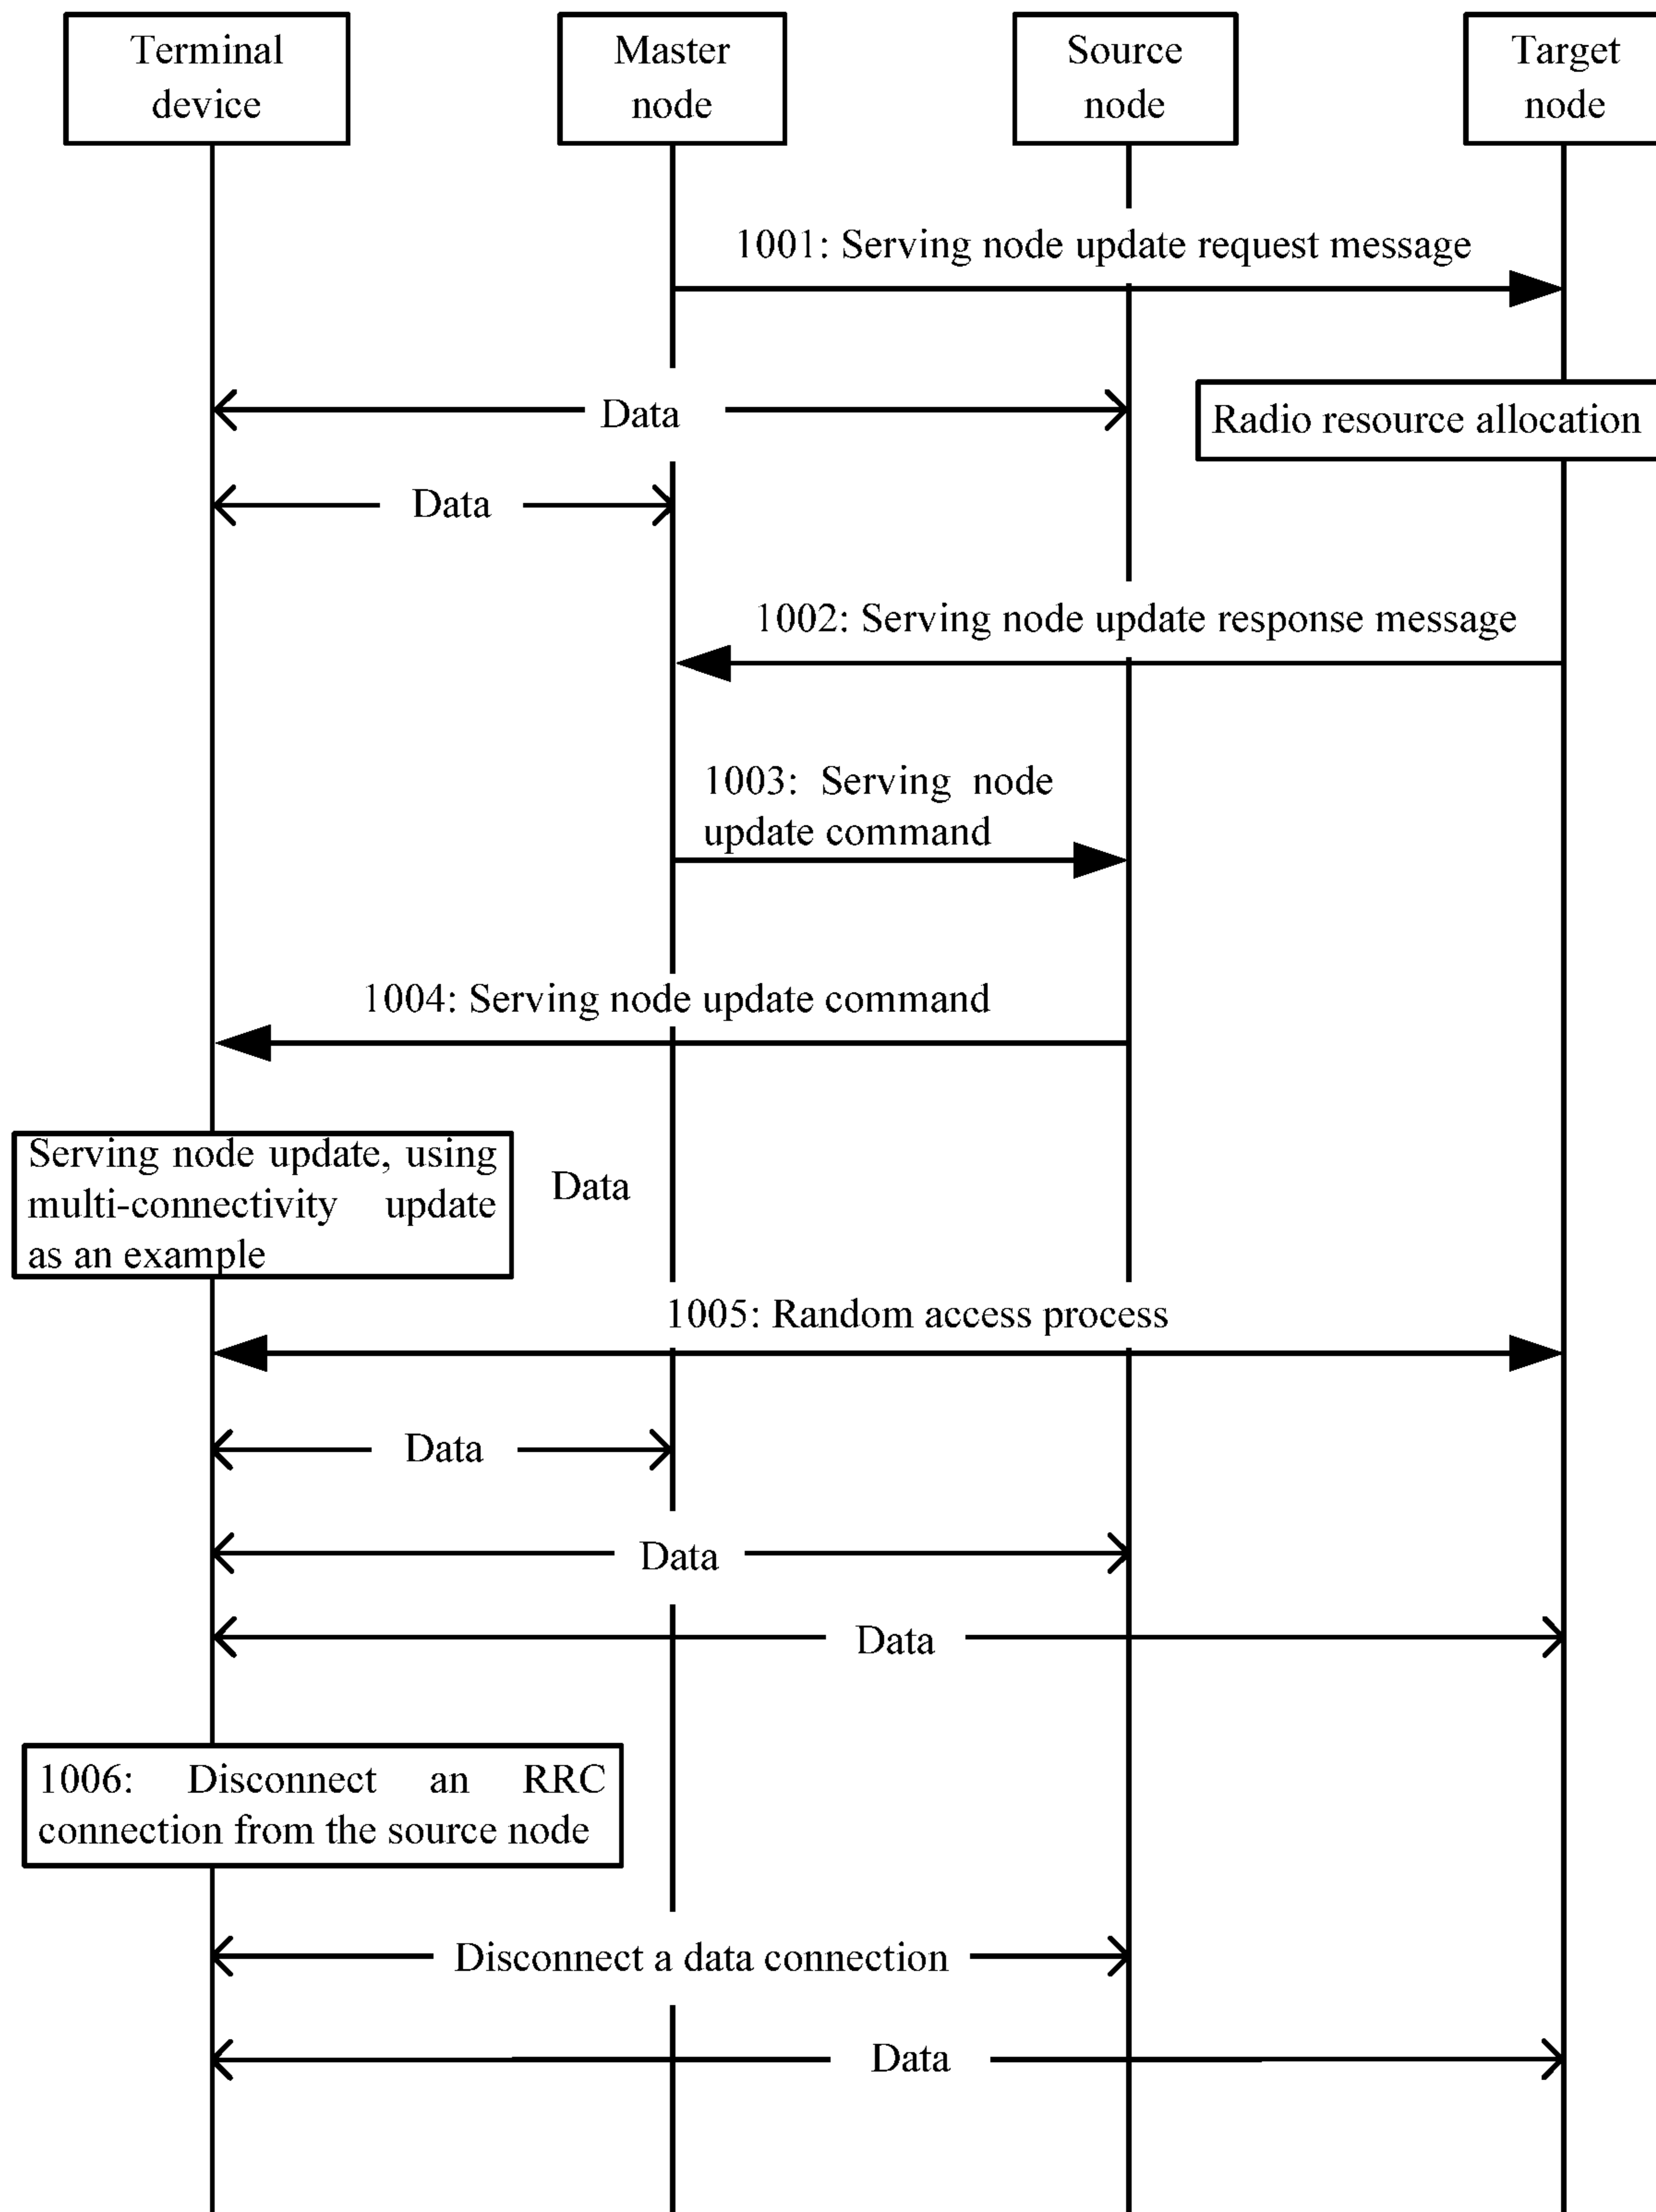 Terminal
device
Master
node
Source
node
Target
node
1001: Serving node update request message
Data
Radio resource allocation
Data
1002: Serving node update response message
1003: Serving node
update command
1004: Serving node update command
Serving node update, using
multi-connectivity update
as an example
Data
1005: Random access process
Data
Data
Data
1006: Disconnect an RRC
connection from the source node
Disconnect a data connection
Data